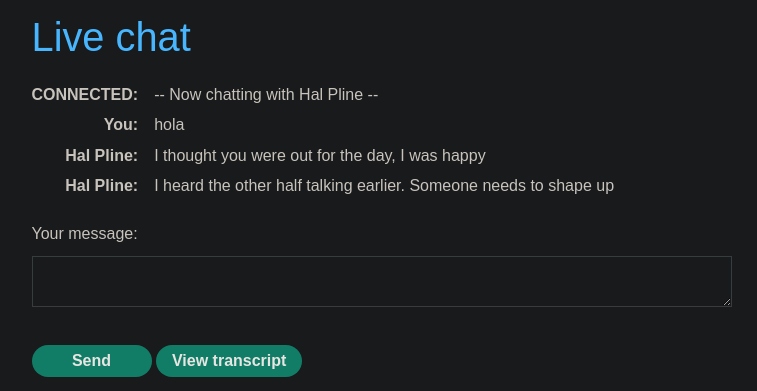 Live chat
CONNECTED: -- Now chatting with Hal Pline --
You: hola
Hal Pline: I thought you were out for the day, I was happy
Hal Pline: I heard the other half talking earlier. Someone needs to shape up
Your message:
Send View transcript